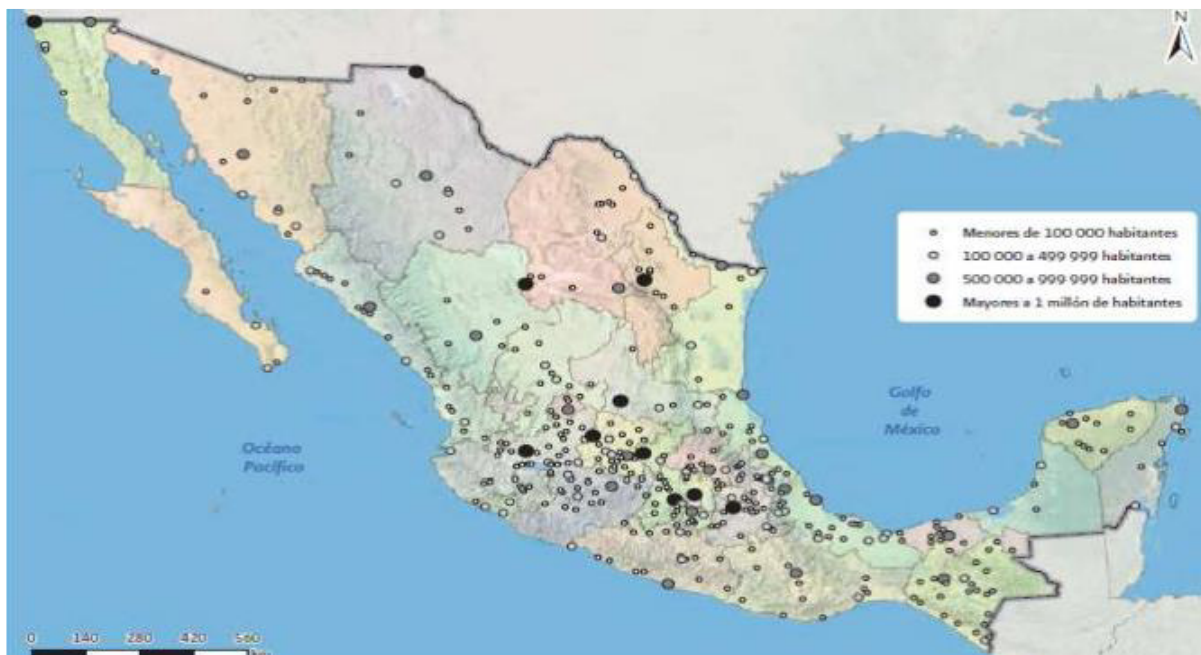 N
Menores de 100 000 habitantes
100 000 a 499 999 habitantes
500 000 a 999 999 habitantes
Mayores a 1 millón de habitantes
Golfo
de
México
Océano
Pacífico
0 140 280 420 560
km